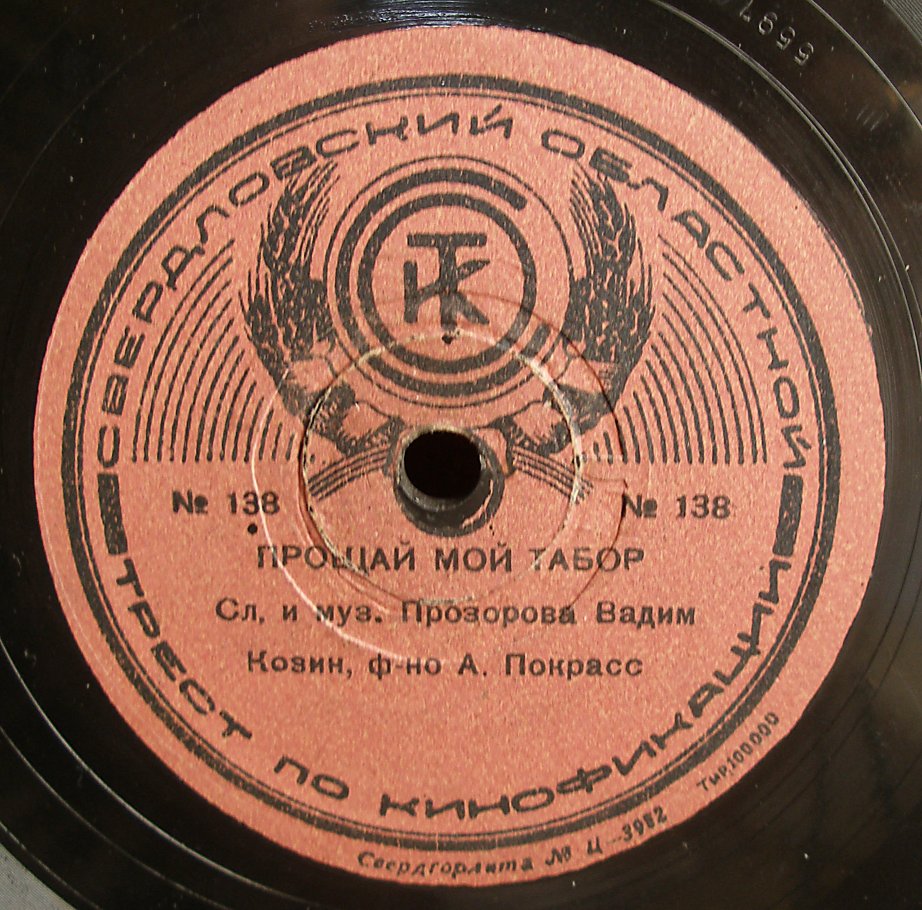 СВЕРДЛОВСКИЙ ОБЛАСТНОЙ
ТРЕСТ ПО КИНОФИКАЦИИ
ТК
№ 138
№ 138
ПРОЩАЙ МОЙ ТАБОР
Сл. и муз. Прозорова Вадим
Козин, ф-но А. Покрасс
Свердгорлита № Ц-3982 Тир. 100000